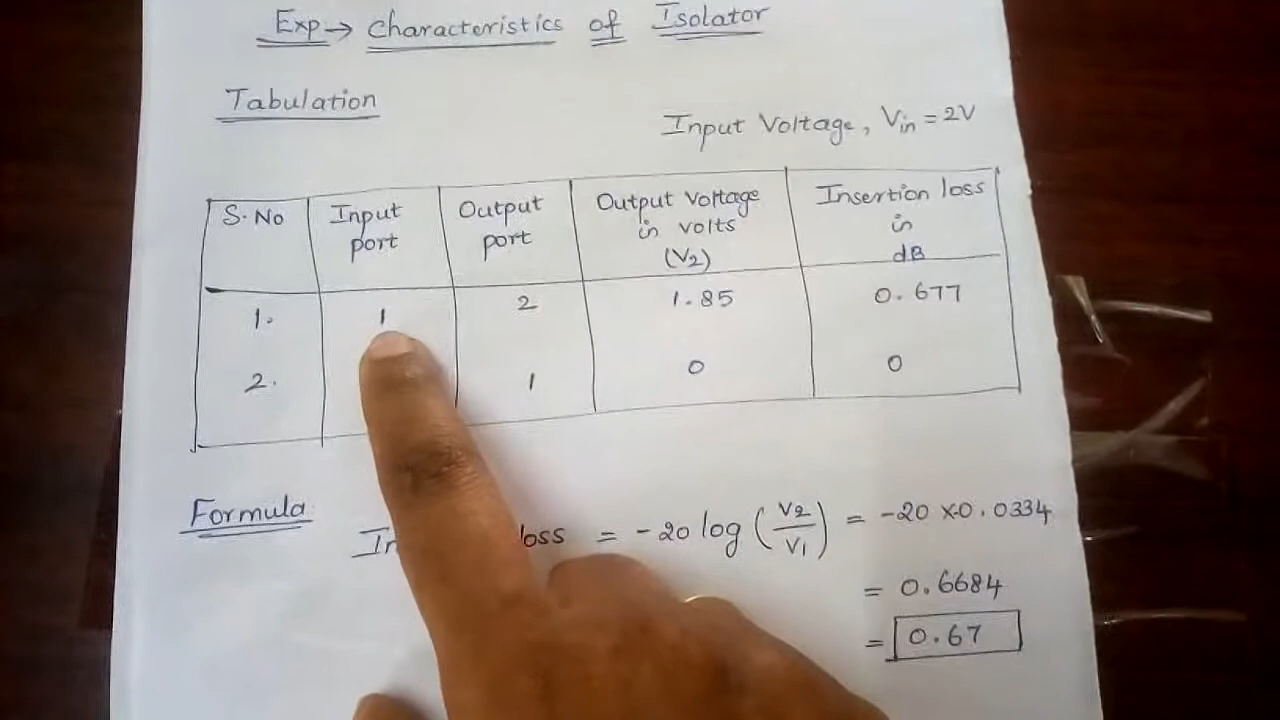 Exp→ Characteristics of Isolator
Tabulation
Input Voltage, Vin = 2V
S.No Input port Output port Output Voltage in volts (V2) Insertion loss in dB
1. 1 2 1.85 0.677
2. 1 0 0
Formula
loss = -20 log (V2/V1) = -20 x-0.0334
= 0.6684
= 0.67